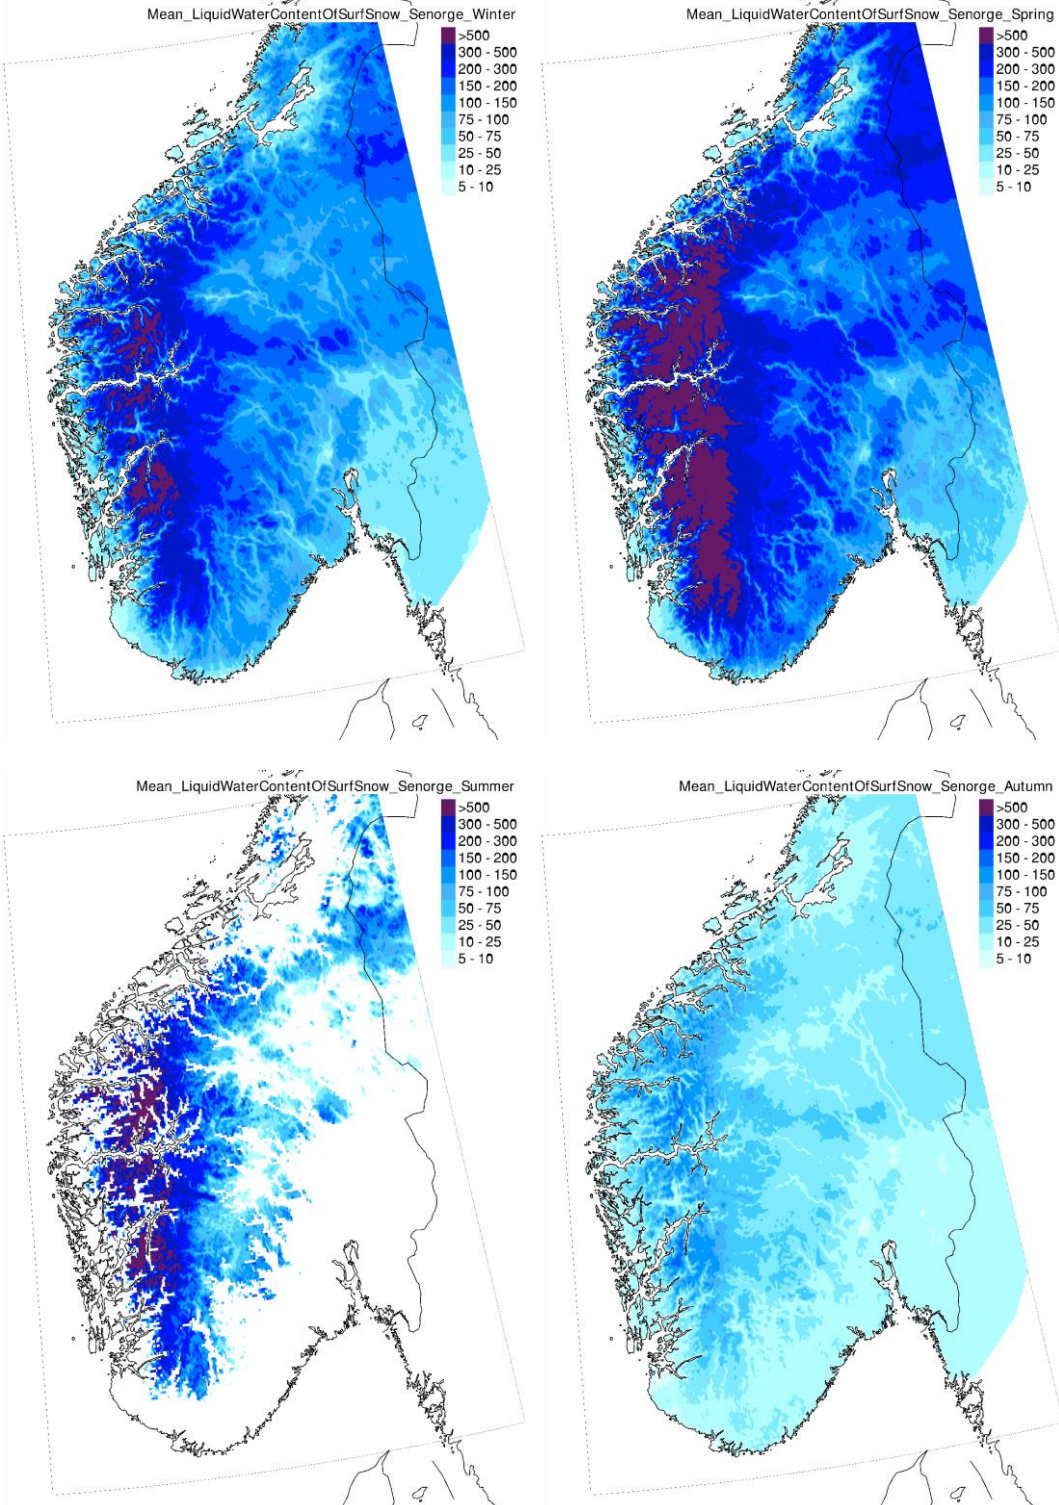 Mean_LiquidWaterContentOfSurfSnow_Senorge_Winter
>500
300 - 500
200 - 300
150 - 200
100 - 150
75 - 100
50 - 75
25 - 50
10 - 25
5 - 10
Mean_LiquidWaterContentOfSurfSnow_Senorge_Spring
>500
300 - 500
200 - 300
150 - 200
100 - 150
75 - 100
50 - 75
25 - 50
10 - 25
5 - 10
Mean_LiquidWaterContentOfSurfSnow_Senorge_Summer
>500
300 - 500
200 - 300
150 - 200
100 - 150
75 - 100
50 - 75
25 - 50
10 - 25
5 - 10
Mean_LiquidWaterContentOfSurfSnow_Senorge_Autumn
>500
300 - 500
200 - 300
150 - 200
100 - 150
75 - 100
50 - 75
25 - 50
10 - 25
5 - 10